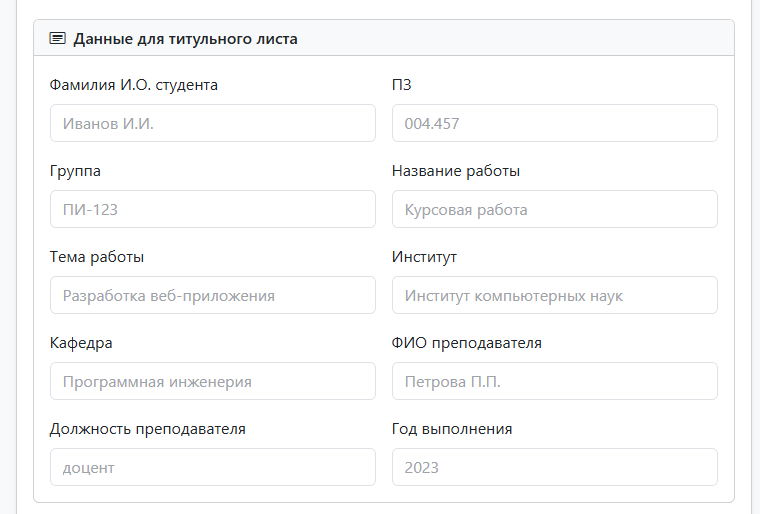 Данные для титульного листа
Фамилия И.О. студента
ПЗ
Иванов И.И.
004.457
Группа
Название работы
ПИ-123
Курсовая работа
Тема работы
Институт
Разработка веб-приложения
Институт компьютерных наук
Кафедра
ФИО преподавателя
Программная инженерия
Петрова П.П.
Должность преподавателя
Год выполнения
доцент
2023